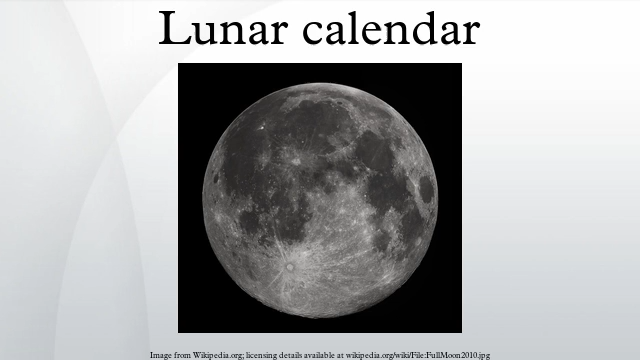 Lunar calendar
Image from Wikipedia.org; licensing details available at wikipedia.org/wiki/File:FullMoon2010.jpg